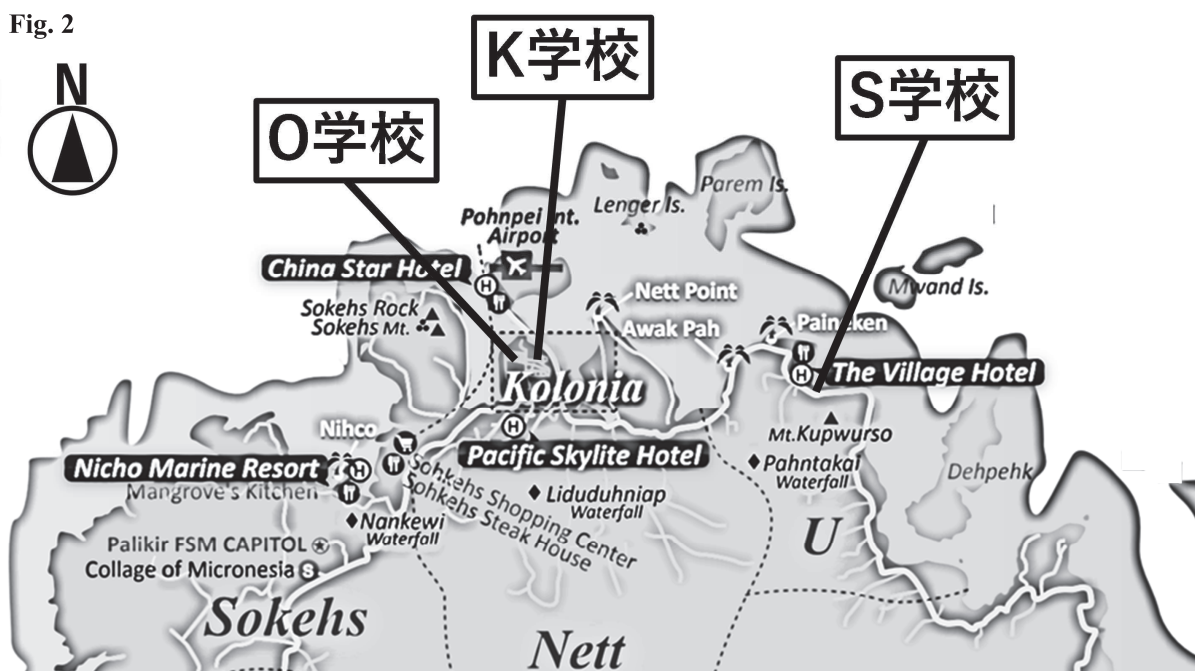 Fig. 2
N
K学校
S学校
O学校
Parem Is.
Lenger Is.
Pohnpei Int.
Airport
China Star Hotel
H
Mwand Is.
Nett Point
Sokehs Rock
Sokehs Mt.
Awak Pah
Paineken
Kolonia
H
The Village Hotel
Nihco
H
Pacific Skylite Hotel
Mt.Kupwurso
Nicho Marine Resort
H
Mangrove's Kitchen
Sohkehs Shopping Center
Sohkehs Steak House
Pahntakai
Waterfall
Dehpehk
Liduduhniap
Waterfall
Nankewi
Waterfall
U
Palikir FSM CAPITOL
Collage of Micronesia S
Sokehs
Nett